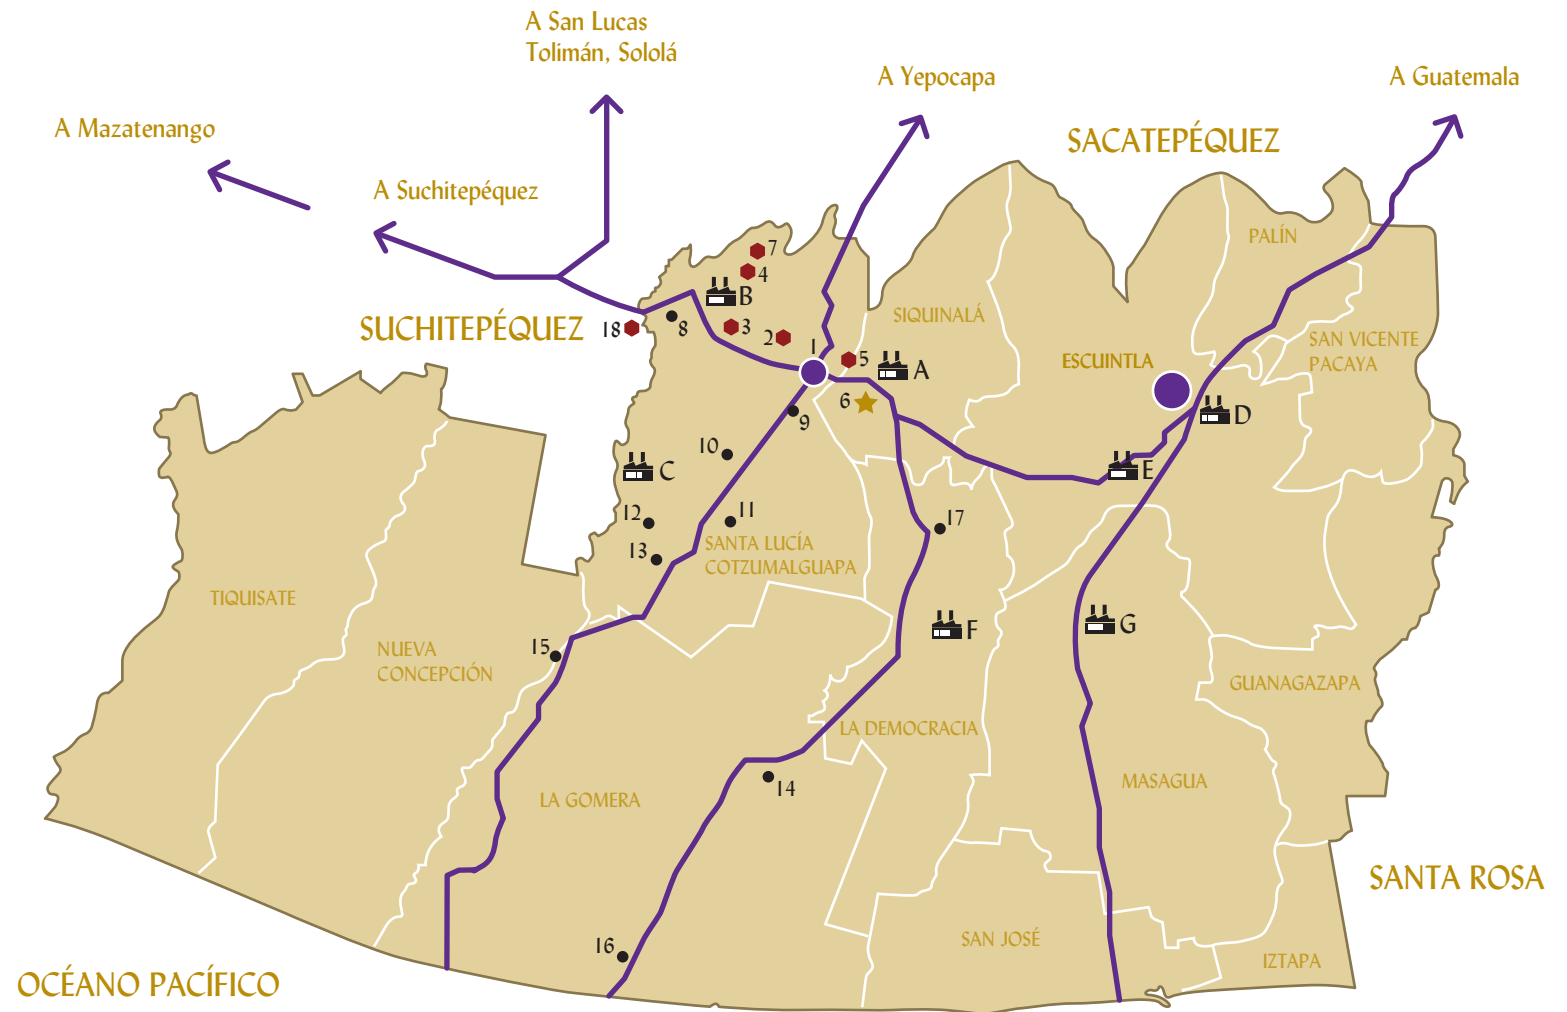 A San Lucas
Tolimán, Sololá
A Yepocapa
A Guatemala
A Mazatenango
SACATEPÉQUEZ
A Suchitepéquez
PALÍN
7
4
B
SIQUINALÁ
SUCHITEPÉQUEZ
18
8
3
2
1
SAN VICENTE
PACAYA
5
A
ESCUINTLA
6
9
D
10
C
E
12
11
17
13
SANTA LUCÍA
COTZUMALGUAPA
TIQUISATE
F
G
15
NUEVA
CONCEPCIÓN
GUANAGAZAPA
LA DEMOCRACIA
14
MASAGUA
LA GOMERA
SANTA ROSA
16
SAN JOSÉ
IZTAPA
OCÉANO PACÍFICO